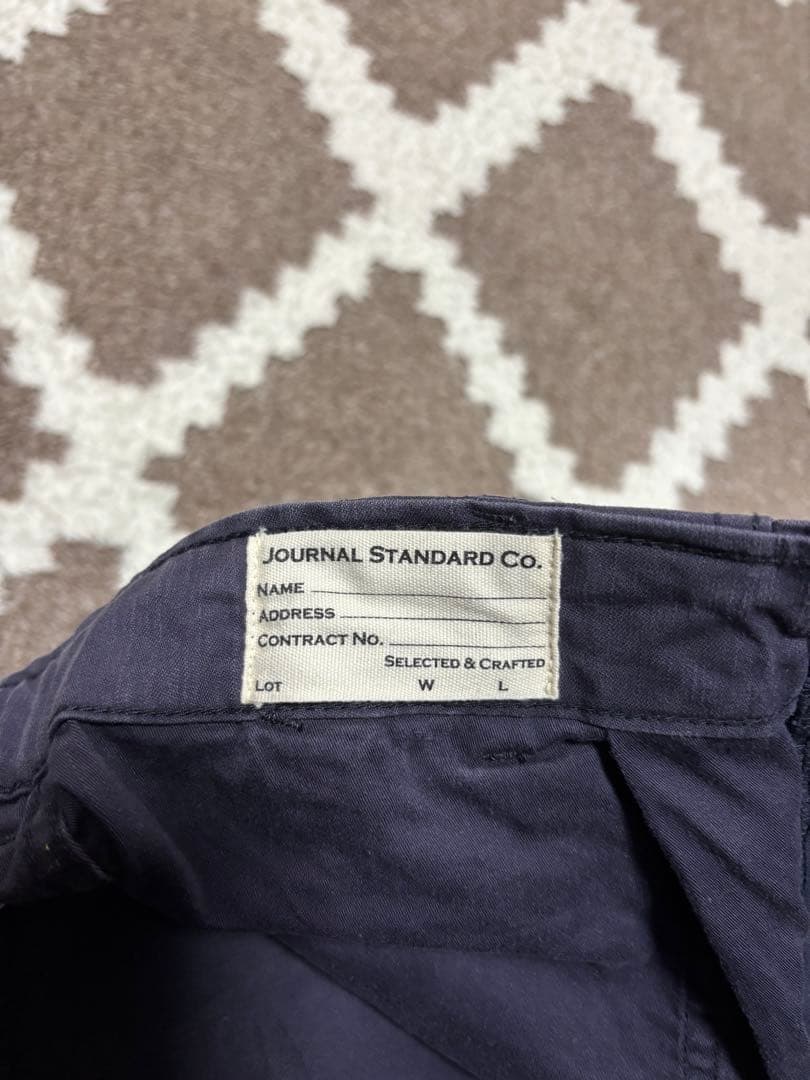 JOURNAL STANDARD CO.
NAME
ADDRESS
CONTRACT NO.
SELECTED & CRAFTED
LOT W L